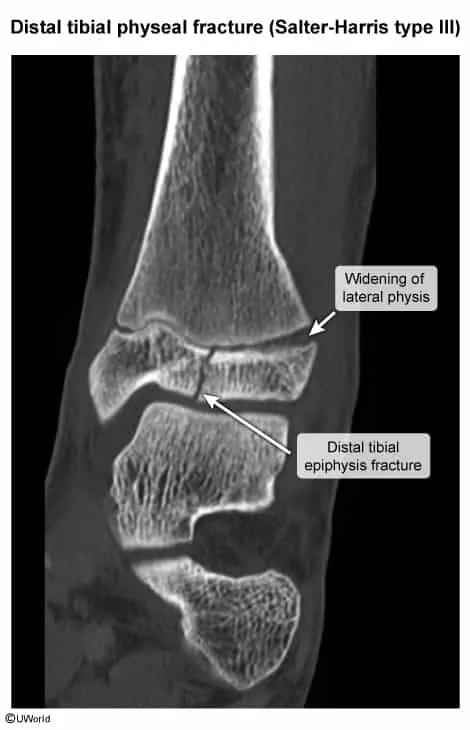 Distal tibial physeal fracture (Salter-Harris type III)
Widening of
lateral physis
Distal tibial
epiphysis fracture
©UWorld